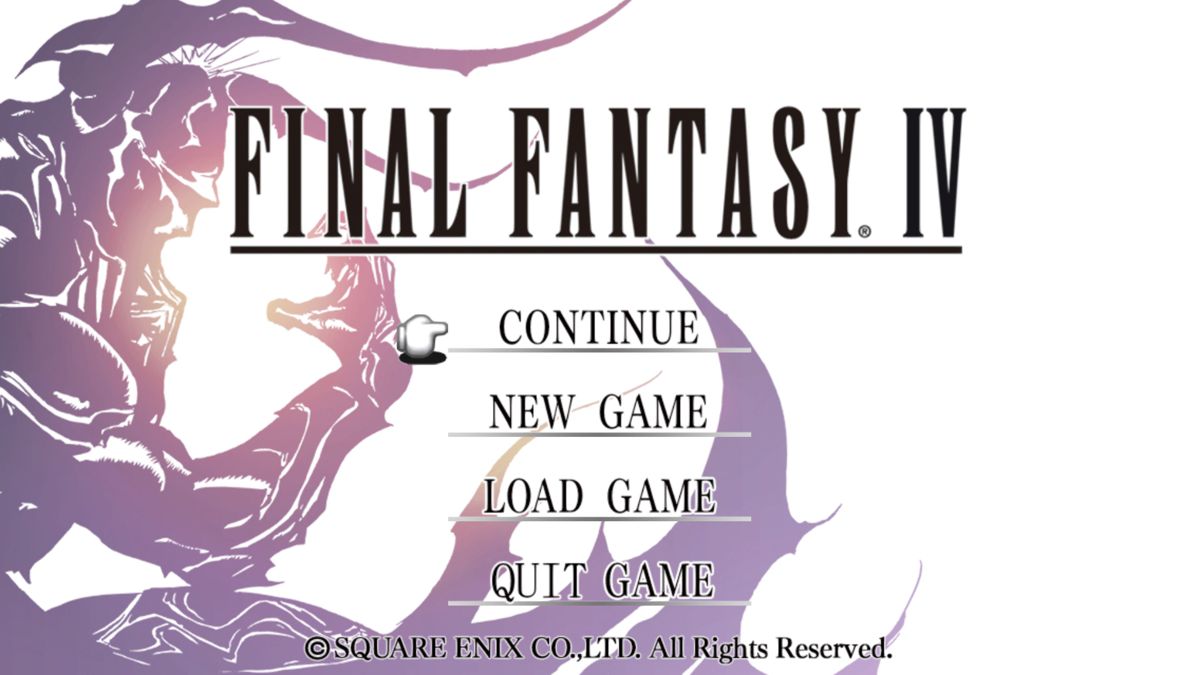 FINAL FANTASY® IV
CONTINUE
NEW GAME
LOAD GAME
QUIT GAME
© SQUARE ENIX CO.,LTD. All Rights Reserved.